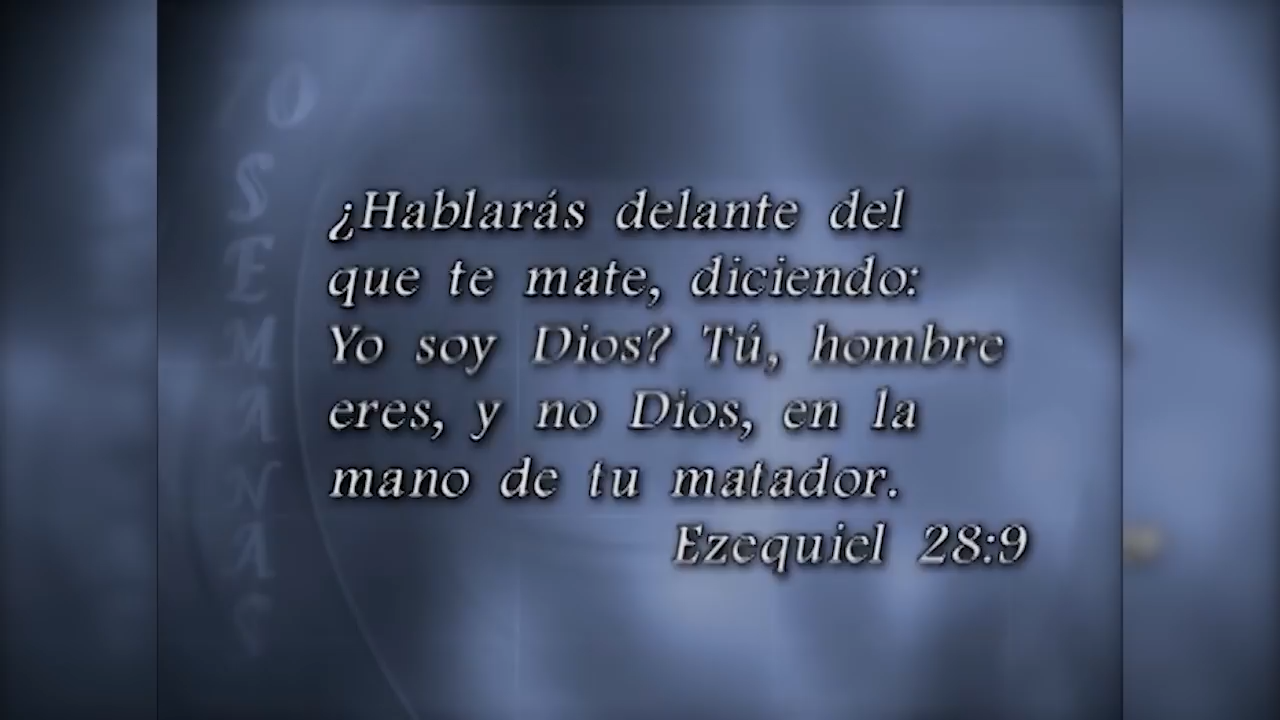 ¿Hablarás delante del
que te mate, diciendo:
Yo soy Dios? Tú, hombre
eres, y no Dios, en la
mano de tu matador.
Ezequiel 28:9
SEMANAS